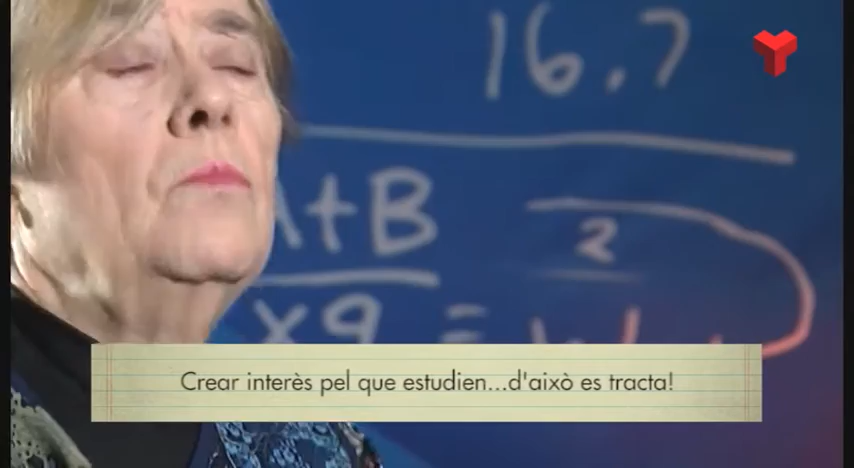 16.7
A+B
2
x9 =
Crear interès pel que estudien...d'això es tracta!